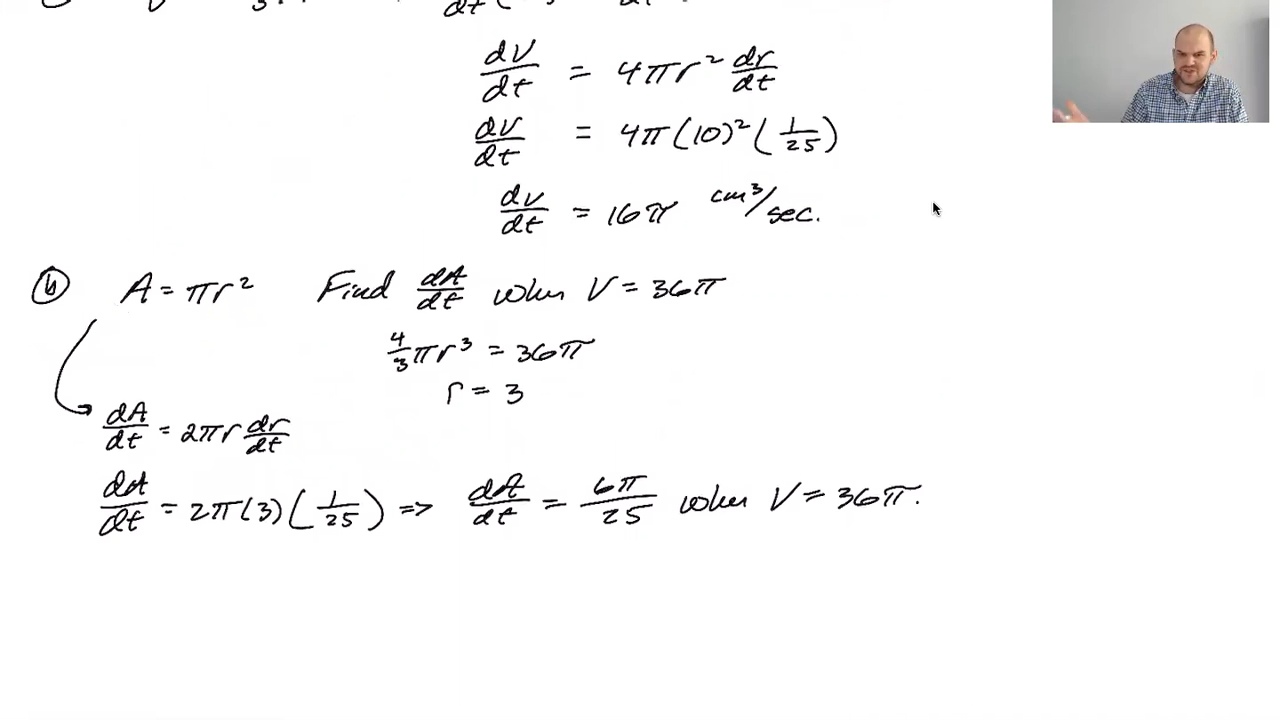 dV/dt = 4πr² dr/dt
dV/dt = 4π(10)²(1/25)
dV/dt = 16π cm³/sec.
ⓑ A = πr² Find dA/dt when V = 36π
4/3πr³ = 36π
r = 3
dA/dt = 2πr dr/dt
dA/dt = 2π(3)(1/25) => dA/dt = 6π/25 when V = 36π.